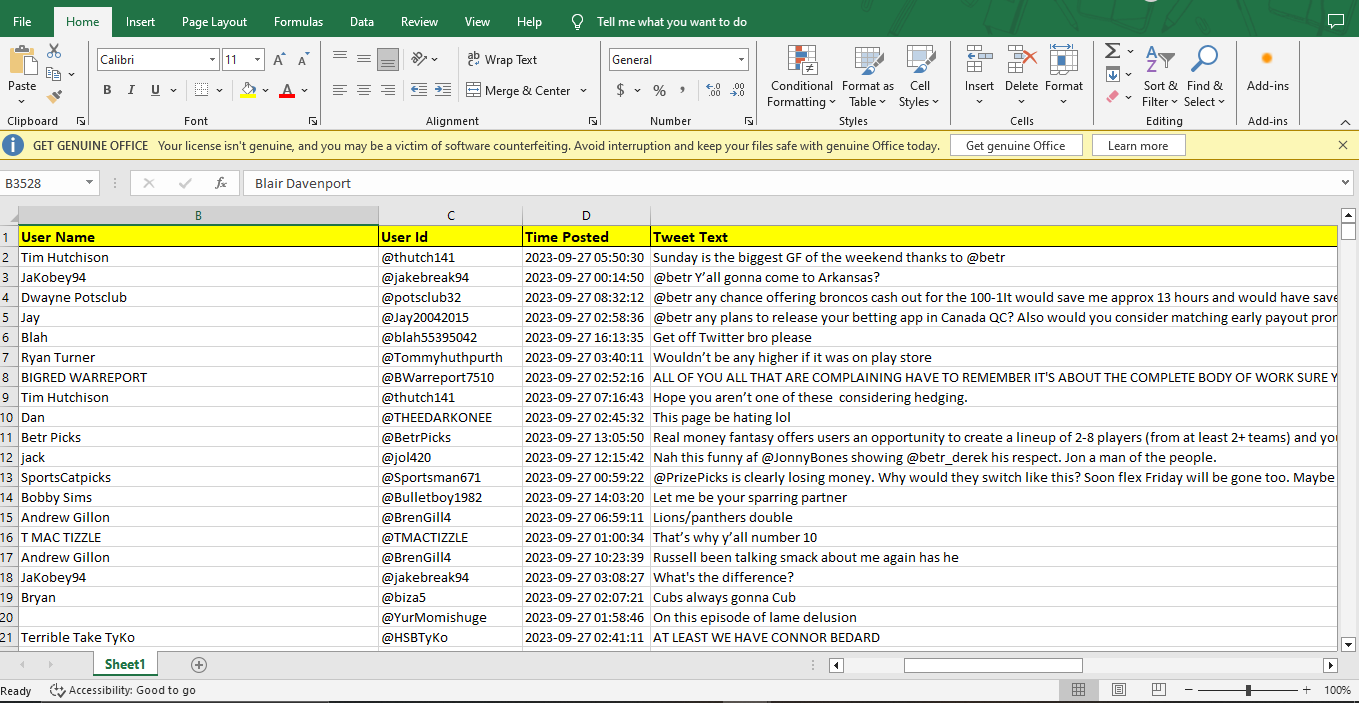 File Home Insert Page Layout Formulas Data Review View Help Tell me what you want to do
Paste
Clipboard
Calibri 11 A A
B I U A
Font
ab Wrap Text
Merge & Center
Alignment
General
$ % , .00 .00
Number
Conditional Formatting
Format as Table
Cell Styles
Styles
Insert
Delete
Format
Cells
Σ
Sort & Filter
Find & Select
Editing
Add-ins
Add-ins
GET GENUINE OFFICE Your license isn't genuine, and you may be a victim of software counterfeiting. Avoid interruption and keep your files safe with genuine Office today. Get genuine Office Learn more
B3528 fx Blair Davenport
B C D
1 User Name User Id Time Posted Tweet Text
2 Tim Hutchison @thutch141 2023-09-27 05:50:30 Sunday is the biggest GF of the weekend thanks to @betr
3 JaKobey94 @jakebreak94 2023-09-27 00:14:50 @betr Y’all gonna come to Arkansas?
4 Dwayne Potsclub @potsclub32 2023-09-27 08:32:12 @betr any chance offering broncos cash out for the 100-1It would save me approx 13 hours and would have save
5 Jay @Jay20042015 2023-09-27 02:58:36 @betr any plans to release your betting app in Canada QC? Also would you consider matching early payout pror
6 Blah @blah55395042 2023-09-27 16:13:35 Get off Twitter bro please
7 Ryan Turner @Tommyhuthpurth 2023-09-27 03:40:11 Wouldn’t be any higher if it was on play store
8 BIGRED WARREPORT @BWarreport7510 2023-09-27 02:52:16 ALL OF YOU ALL THAT ARE COMPLAINING HAVE TO REMEMBER IT'S ABOUT THE COMPLETE BODY OF WORK SURE Y
9 Tim Hutchison @thutch141 2023-09-27 07:16:43 Hope you aren’t one of these considering hedging.
10 Dan @THEEDARKONEE 2023-09-27 02:45:32 This page be hating lol
11 Betr Picks @BetrPicks 2023-09-27 13:05:50 Real money fantasy offers users an opportunity to create a lineup of 2-8 players (from at least 2+ teams) and you
12 jack @jol420 2023-09-27 12:15:42 Nah this funny af @JonnyBones showing @betr_derek his respect. Jon a man of the people.
13 SportsCatpicks @Sportsman671 2023-09-27 00:59:22 @PrizePicks is clearly losing money. Why would they switch like this? Soon flex Friday will be gone too. Maybe
14 Bobby Sims @Bulletboy1982 2023-09-27 14:03:20 Let me be your sparring partner
15 Andrew Gillon @BrenGill4 2023-09-27 06:59:11 Lions/panthers double
16 T MAC TIZZLE @TMACTIZZLE 2023-09-27 01:00:34 That’s why y’all number 10
17 Andrew Gillon @BrenGill4 2023-09-27 10:23:39 Russell been talking smack about me again has he
18 JaKobey94 @jakebreak94 2023-09-27 03:08:27 What's the difference?
19 Bryan @biza5 2023-09-27 02:07:21 Cubs always gonna Cub
20 @YurMomishuge 2023-09-27 01:58:46 On this episode of lame delusion
21 Terrible Take TyKo @HSBTyKo 2023-09-27 02:41:11 AT LEAST WE HAVE CONNOR BEDARD
Sheet1
Ready Accessibility: Good to go 100%